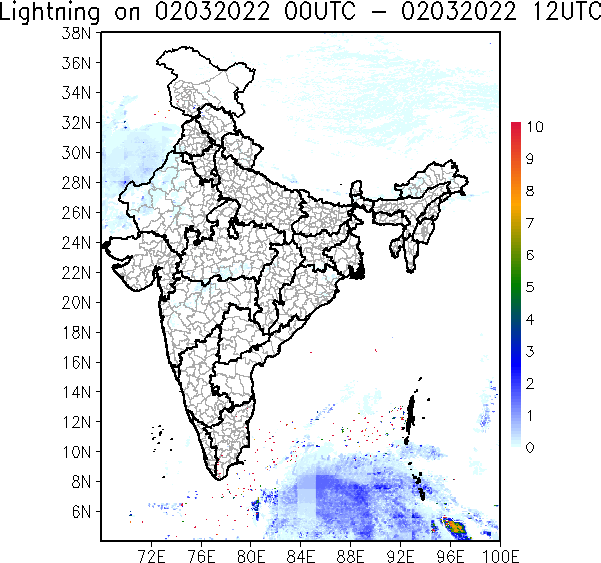 Lightning on 02032022 00UTC – 02032022 12UTC
38N
36N
34N
32N
30N
28N
26N
24N
22N
20N
18N
16N
14N
12N
10N
8N
6N
72E 76E 80E 84E 88E 92E 96E 100E
10
9
8
7
6
5
4
3
2
1
0